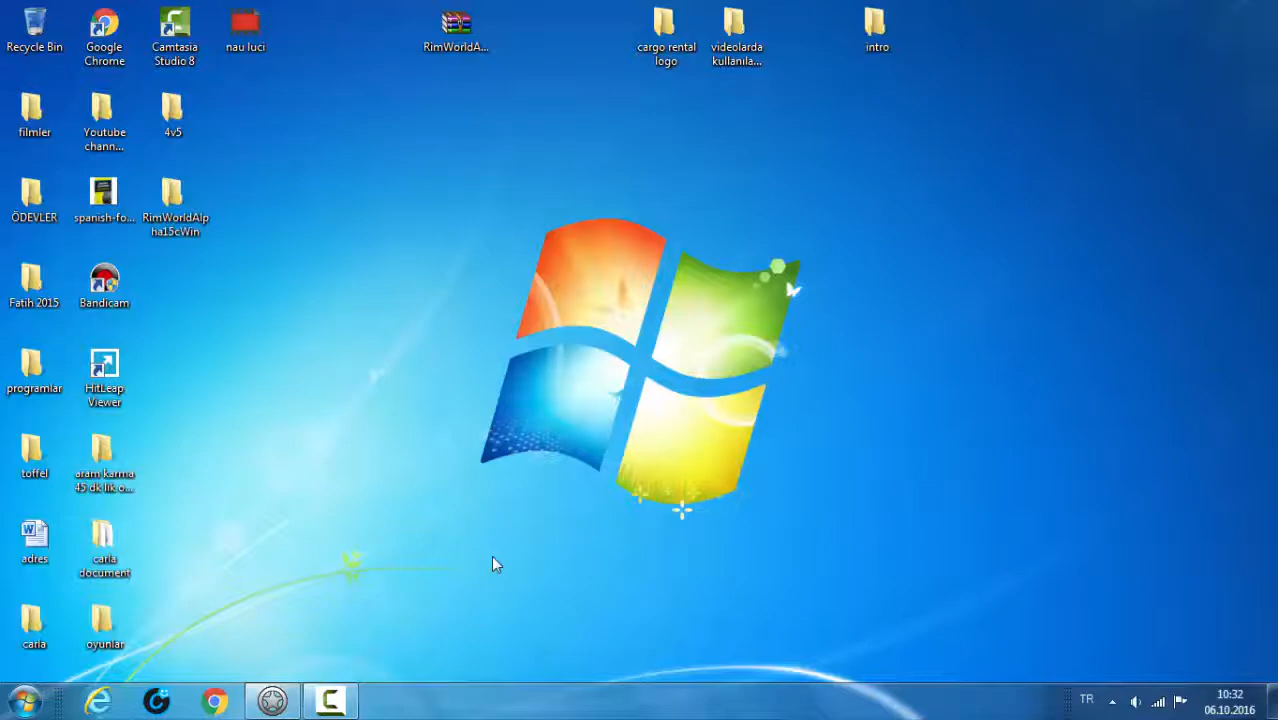 Recycle Bin
Google
Chrome
Camtasia
Studio 8
nau luci
RimWorldA...
cargo rental
logo
videolarda
kullanıla...
intro
filmler
Youtube
chann...
4v5
ÖDEVLER
spanish-fo...
RimWorldAlp
ha15cWin
Fatih 2015
Bandicam
programlar
HitLeap
Viewer
toffel
aram karma
45 dk lik o...
adres
carla
document
carla
oyunlar
TR
10:32
06.10.2016